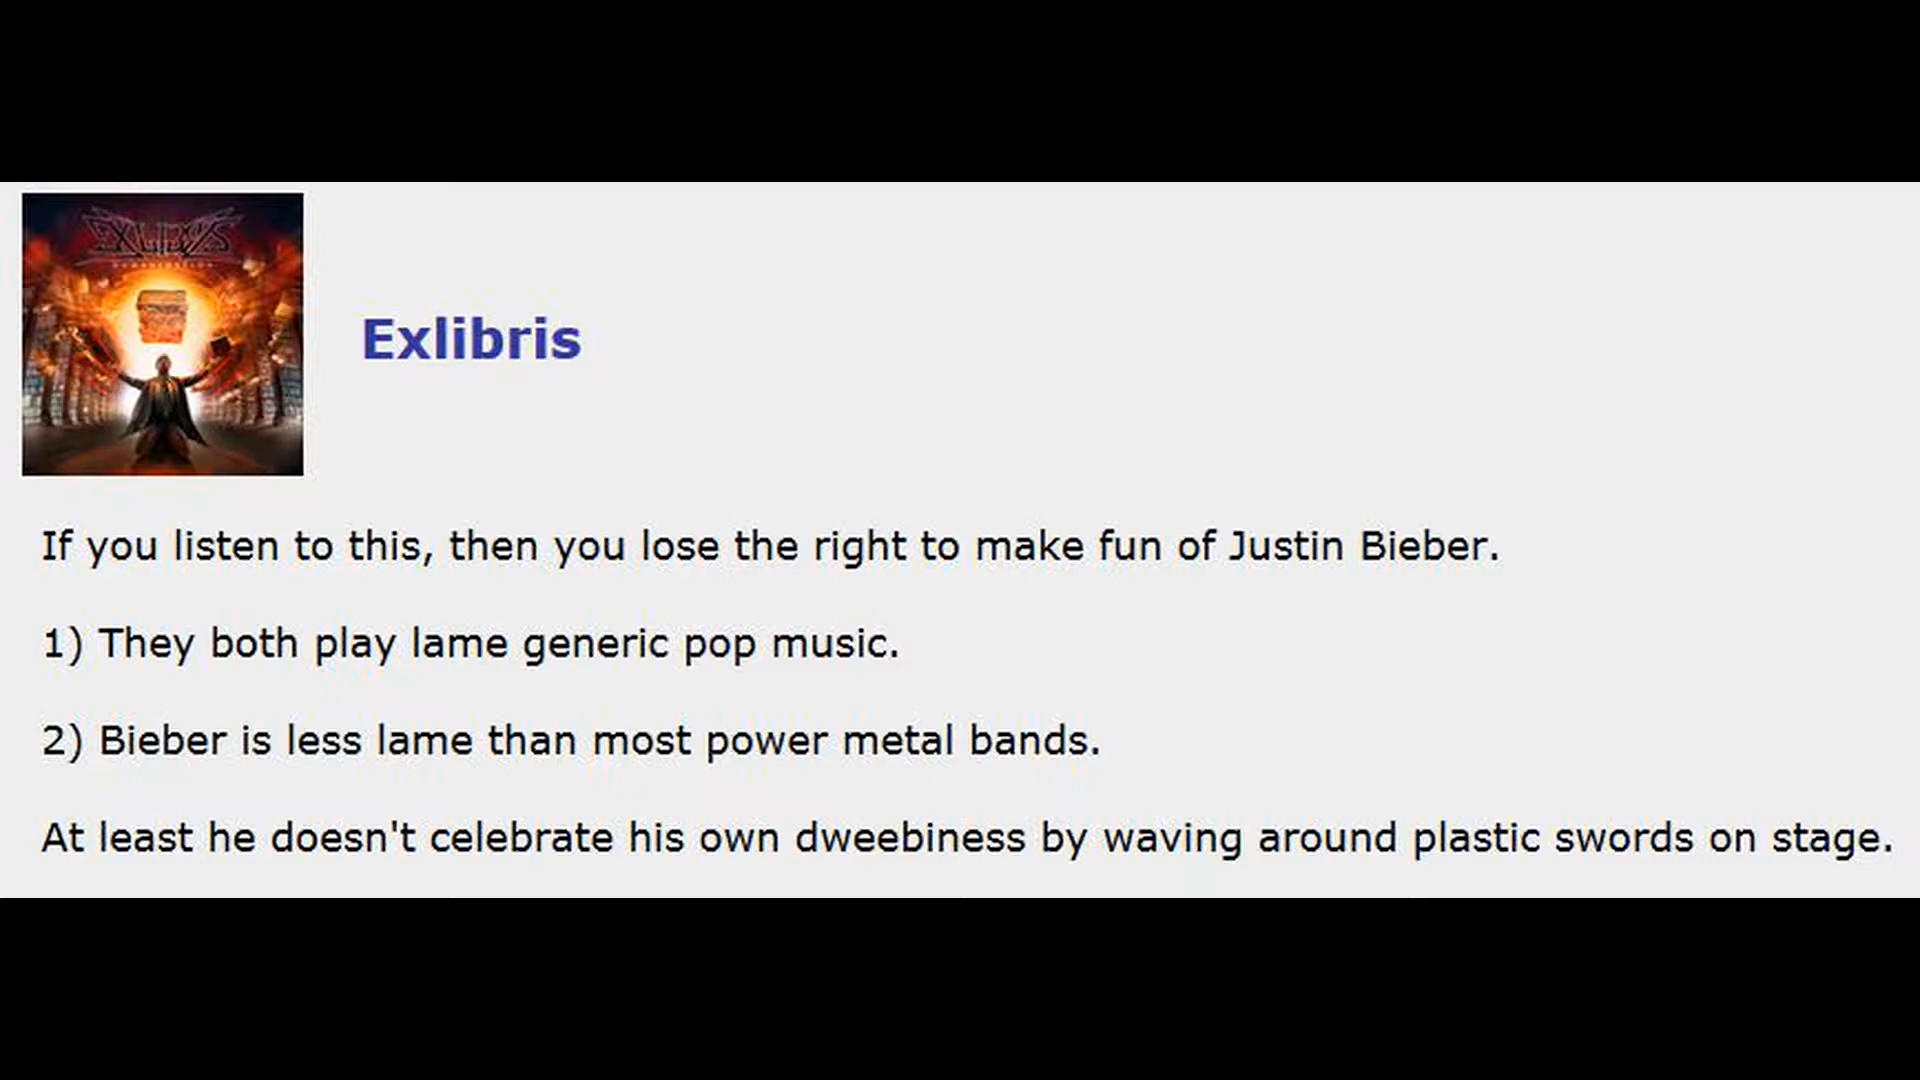 EXLIBRIS
Exlibris
If you listen to this, then you lose the right to make fun of Justin Bieber.
1) They both play lame generic pop music.
2) Bieber is less lame than most power metal bands.
At least he doesn't celebrate his own dweebiness by waving around plastic swords on stage.